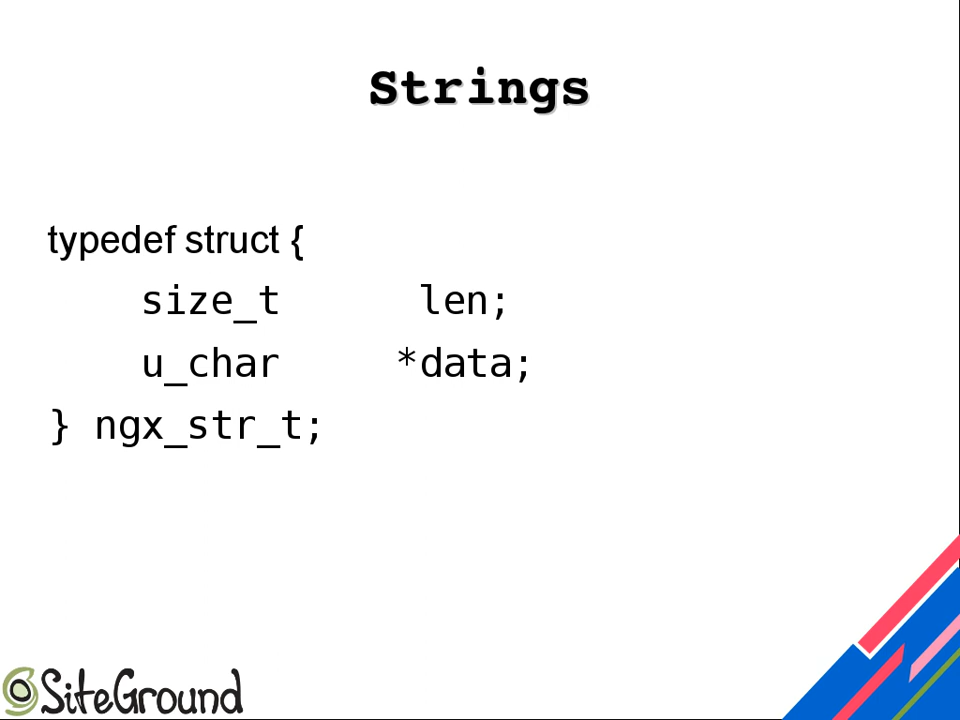 Strings
typedef struct {
size_t len;
u_char *data;
} ngx_str_t;
SiteGround